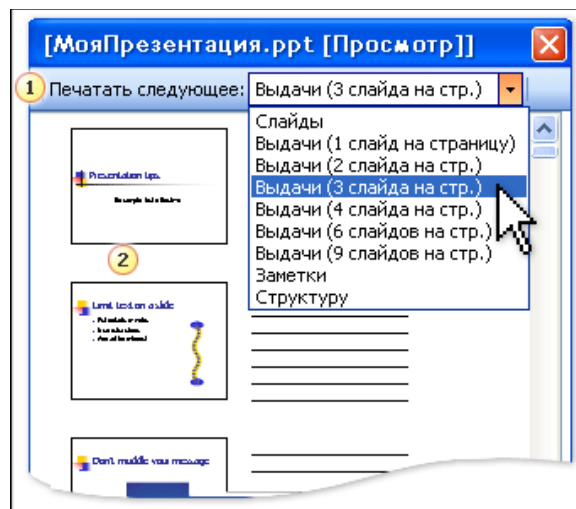 [МояПрезентация.ppt [Просмотр]]
1 Печатать следующее: Выдачи (3 слайда на стр.)
Слайды
Выдачи (1 слайд на страницу)
Выдачи (2 слайда на стр.)
Выдачи (3 слайда на стр.)
Выдачи (4 слайда на стр.)
Выдачи (6 слайдов на стр.)
Выдачи (9 слайдов на стр.)
Заметки
Структуру
Presentation tips
2
Limit text on a slide
Don't muddle your message